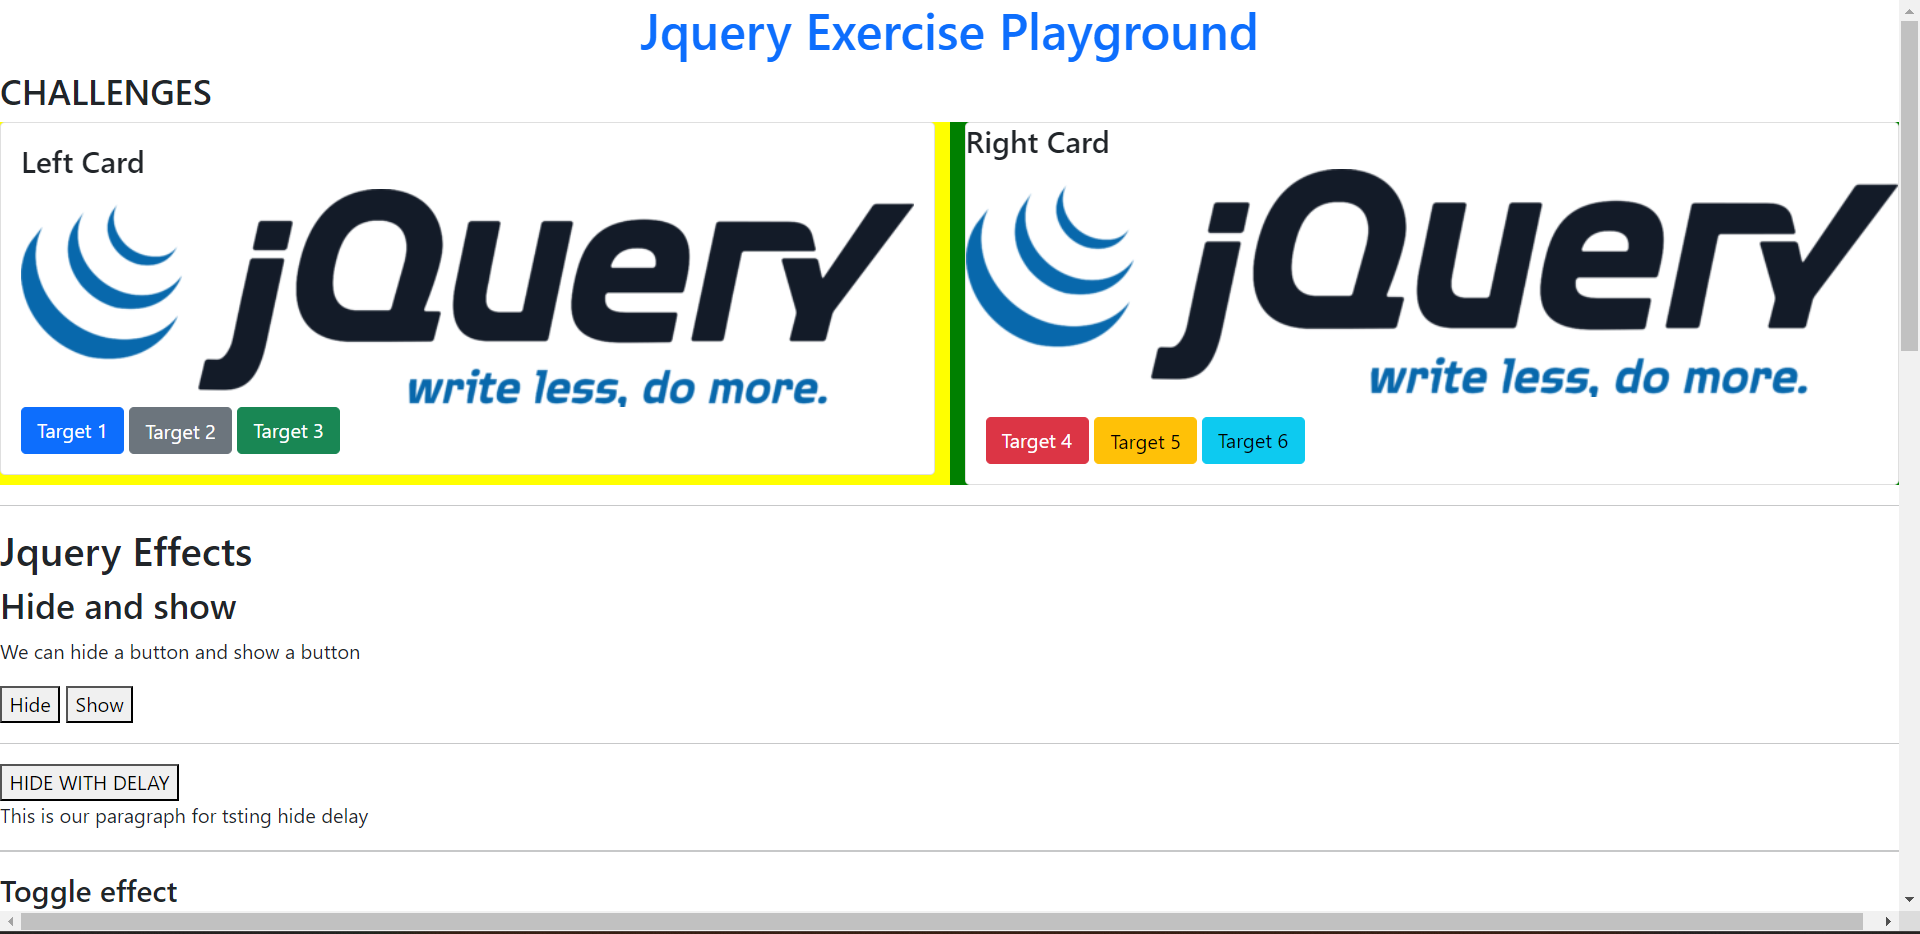 Jquery Exercise Playground
CHALLENGES
Left Card
jQuery
write less, do more.
Target 1 Target 2 Target 3
Right Card
jQuery
write less, do more.
Target 4 Target 5 Target 6
Jquery Effects
Hide and show
We can hide a button and show a button
Hide Show
HIDE WITH DELAY
This is our paragraph for tsting hide delay
Toggle effect